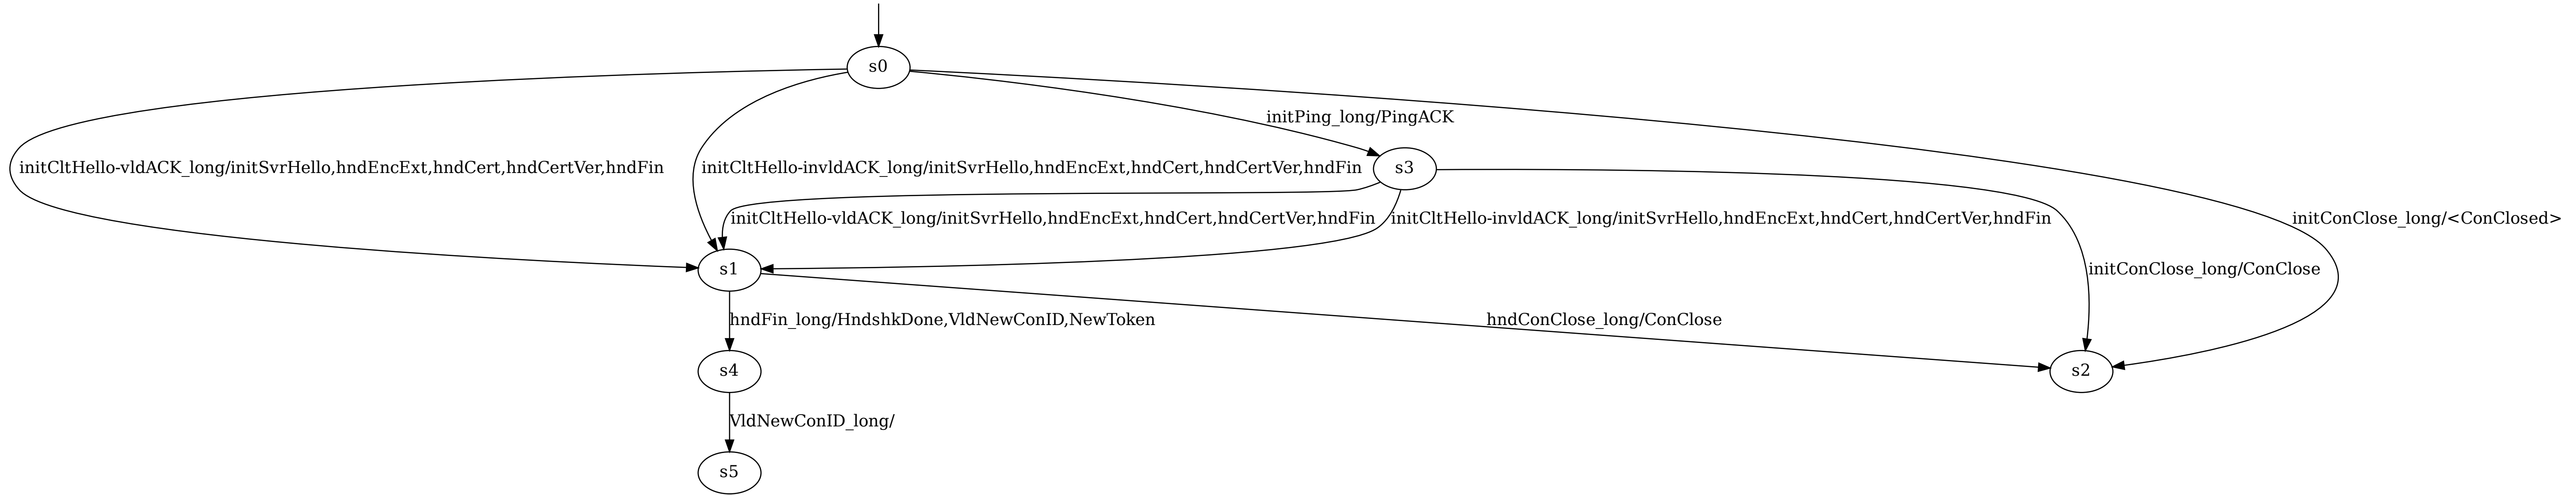 s0
initPing_long/PingACK
initCltHello-vldACK_long/initSvrHello,hndEncExt,hndCert,hndCertVer,hndFin
initCltHello-invldACK_long/initSvrHello,hndEncExt,hndCert,hndCertVer,hndFin
s3
initCltHello-vldACK_long/initSvrHello,hndEncExt,hndCert,hndCertVer,hndFin
initCltHello-invldACK_long/initSvrHello,hndEncExt,hndCert,hndCertVer,hndFin
initConClose_long/<ConClosed>
s1
initConClose_long/ConClose
hndFin_long/HndshkDone,VldNewConID,NewToken
hndConClose_long/ConClose
s4
s2
VldNewConID_long/
s5